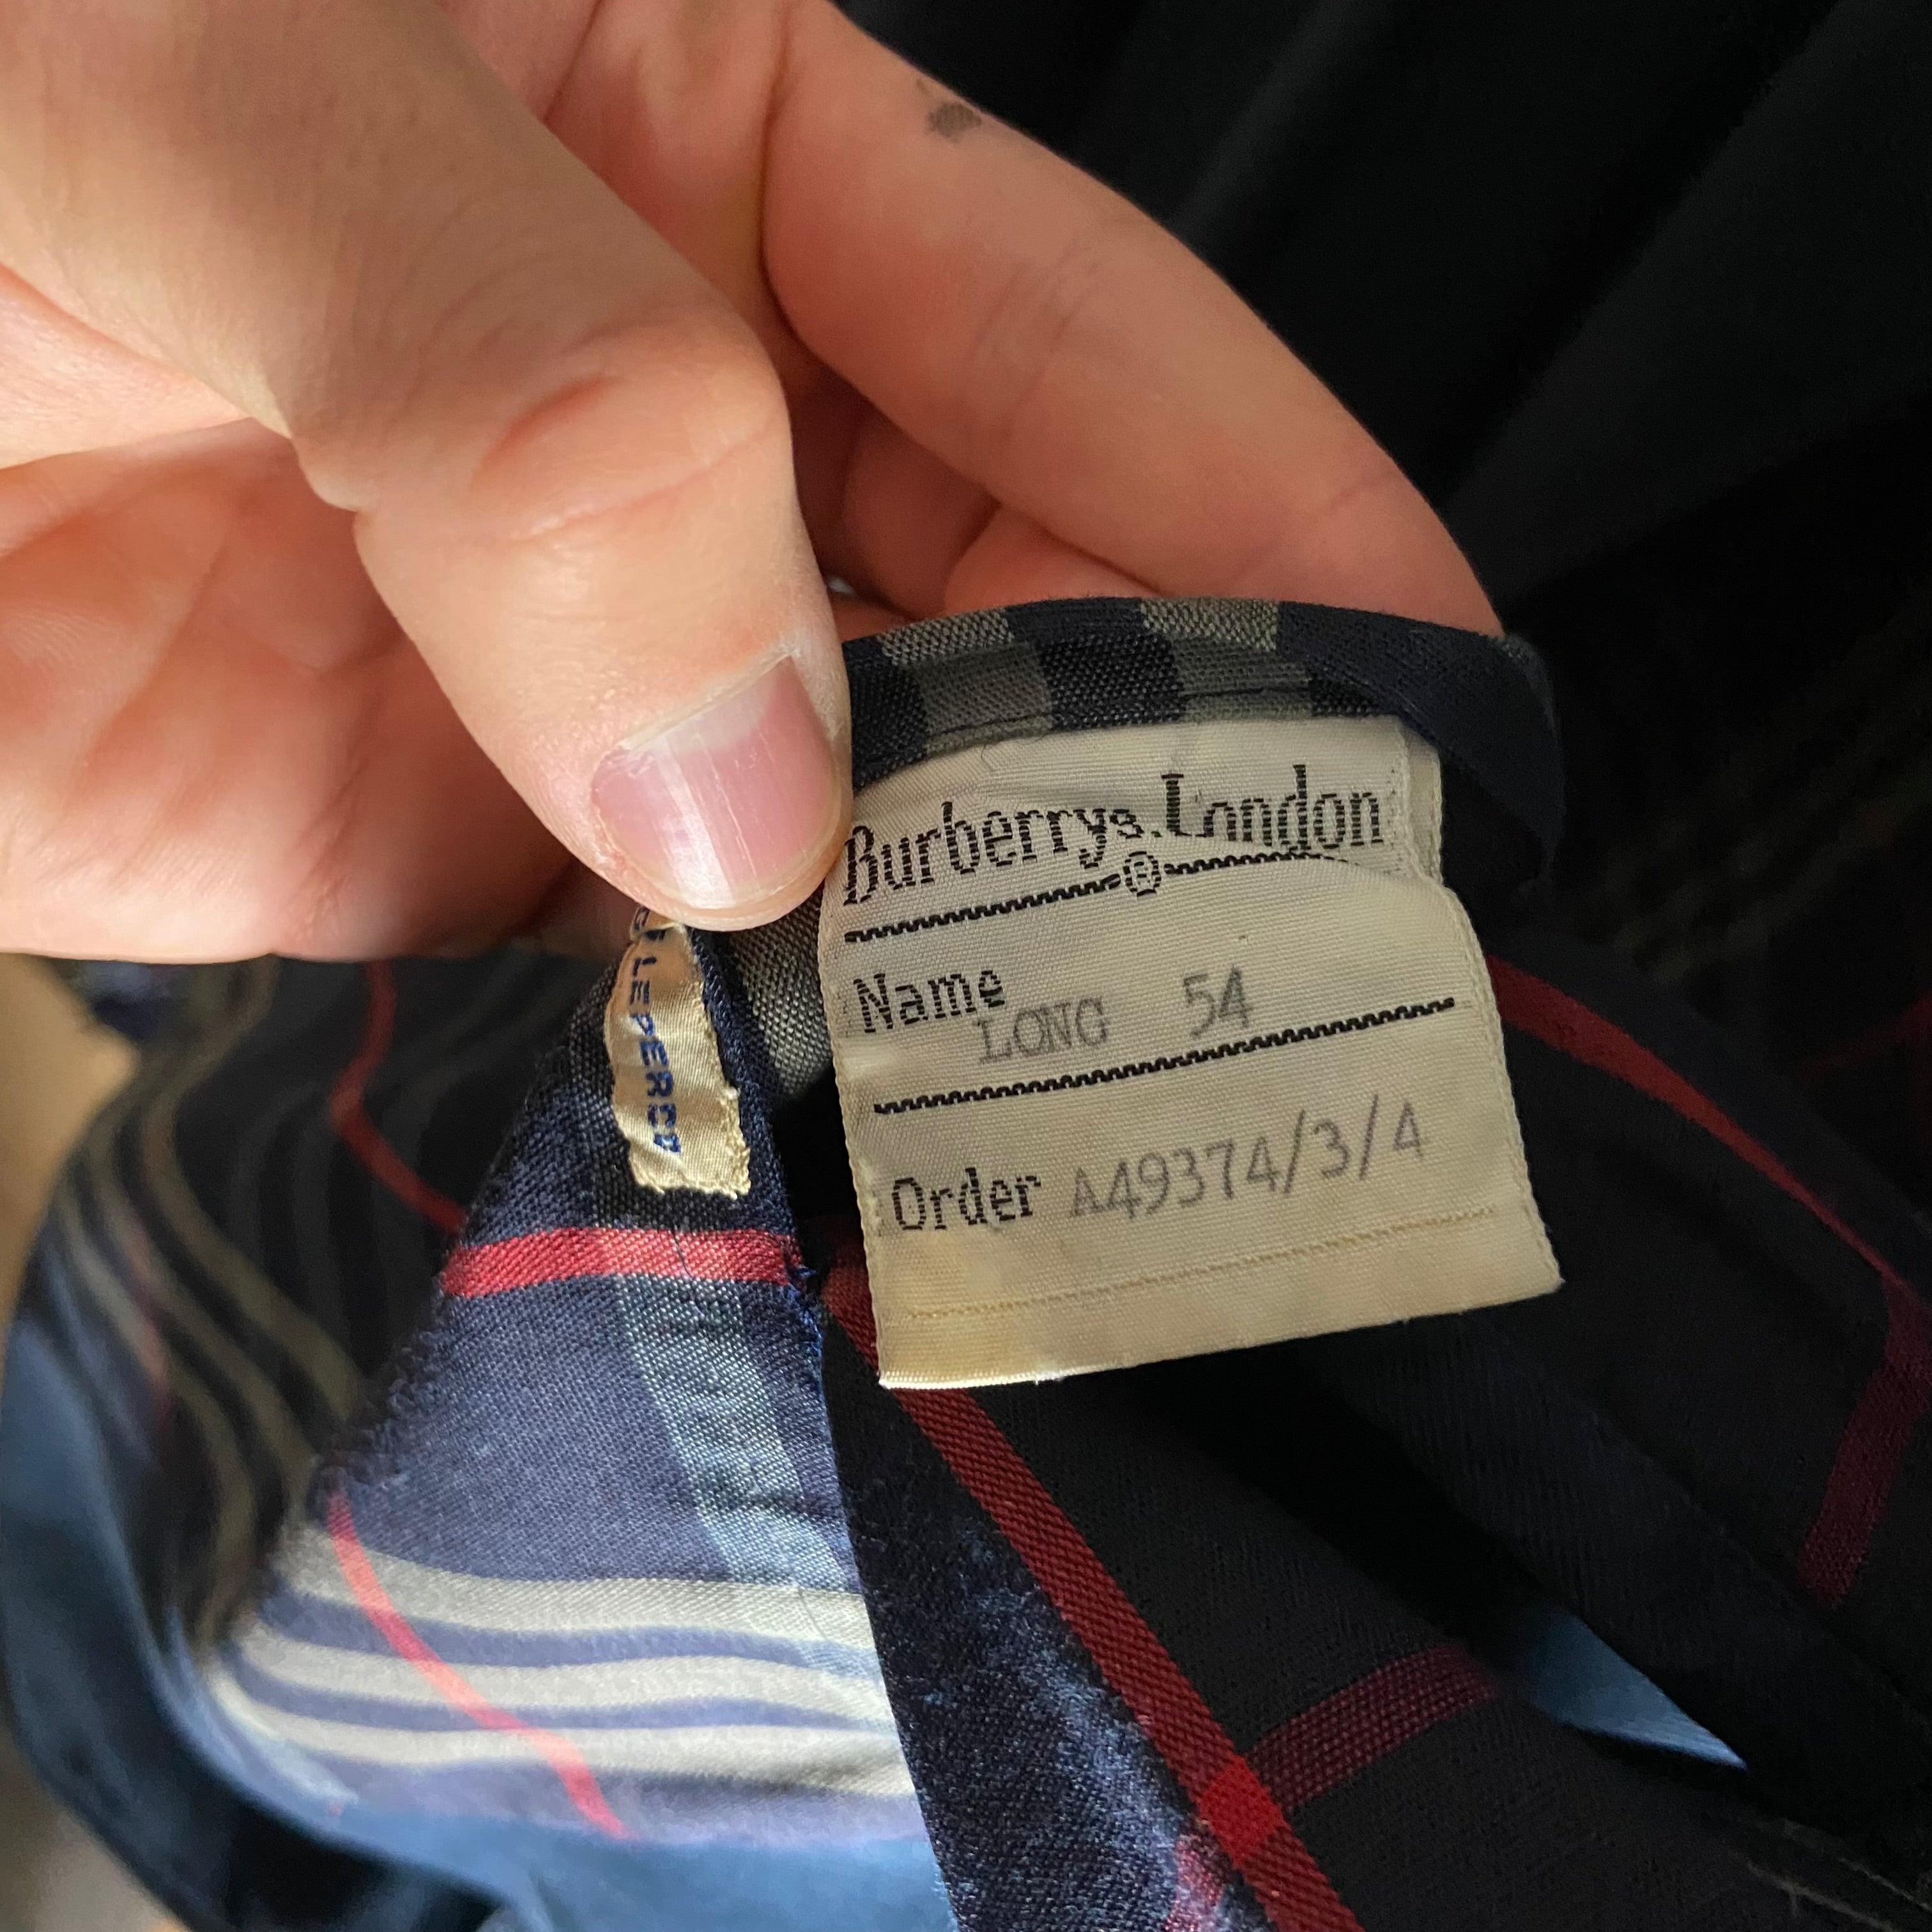 Burberrys. London
®
Name LONG 54
Order A49374/3/4